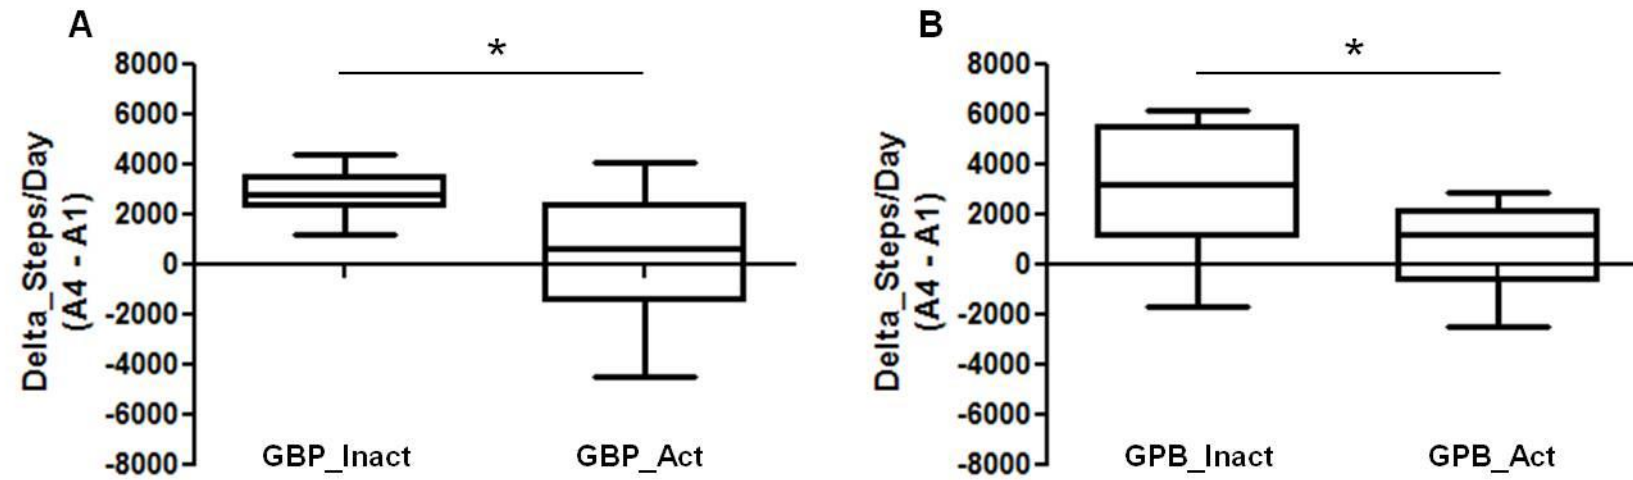 A
*
8000
6000
4000
2000
0
-2000
-4000
-6000
-8000
Delta_Steps/Day
(A4 - A1)
GBP_Inact
GBP_Act
B
*
8000
6000
4000
2000
0
-2000
-4000
-6000
-8000
Delta_Steps/Day
(A4 - A1)
GPB_Inact
GPB_Act